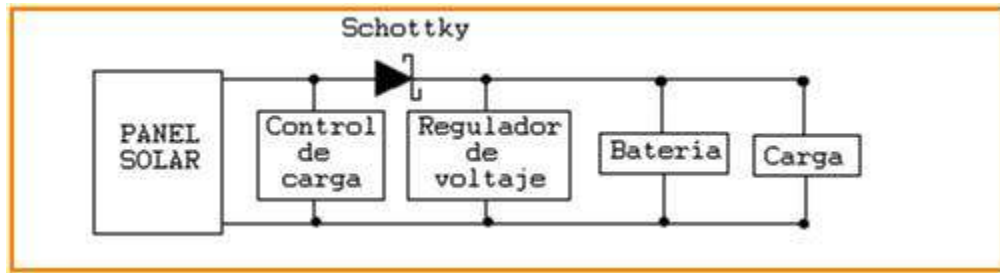 Schottky
PANEL
SOLAR
Control
de
carga
Regulador
de
voltaje
Bateria
Carga